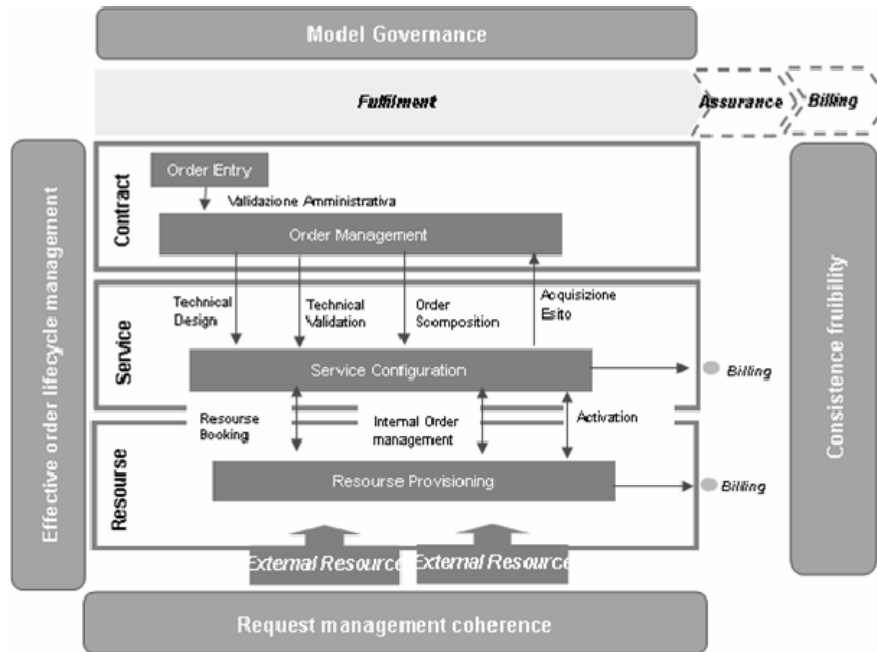 Model Governance
Fulfilment
Assurance
Billing
Effective order lifecycle management
Contract
Order Entry
Validazione Amministrativa
Order Management
Technical
Design
Technical
Validation
Order
Scomposition
Acquisizione
Esito
Service
Service Configuration
Billing
Resourse
Booking
Internal Order
management
Activation
Resourse
Resourse Provisioning
Billing
External Resource
External Resource
Consistence fruibility
Request management coherence